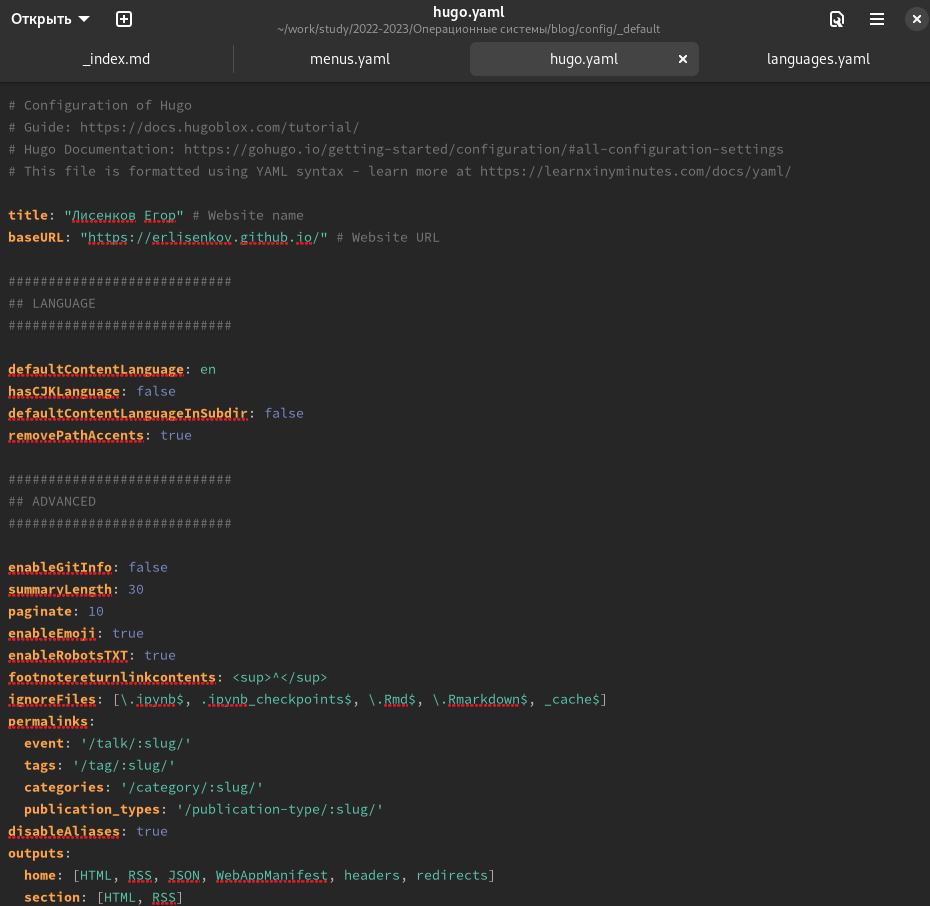 Открыть
hugo.yaml
~/work/study/2022-2023/Операционные системы/blog/config/_default
_index.md
menus.yaml
hugo.yaml
languages.yaml
# Configuration of Hugo
# Guide: https://docs.hugoblox.com/tutorial/
# Hugo Documentation: https://gohugo.io/getting-started/configuration/#all-configuration-settings
# This file is formatted using YAML syntax - learn more at https://learnxinyminutes.com/docs/yaml/
title: "Лисенков Егор" # Website name
baseURL: "https://erlisenkov.github.io/" # Website URL
############################
## LANGUAGE
############################
defaultContentLanguage: en
hasCJKLanguage: false
defaultContentLanguageInSubdir: false
removePathAccents: true
############################
## ADVANCED
############################
enableGitInfo: false
summaryLength: 30
paginate: 10
enableEmoji: true
enableRobotsTXT: true
footnotereturnlinkcontents: <sup>^</sup>
ignoreFiles: [\.ipynb$, .ipynb_checkpoints$, \.Rmd$, \.Rmarkdown$, _cache$]
permalinks:
  event: '/talk/:slug/'
  tags: '/tag/:slug/'
  categories: '/category/:slug/'
  publication_types: '/publication-type/:slug/'
disableAliases: true
outputs:
  home: [HTML, RSS, JSON, WebAppManifest, headers, redirects]
  section: [HTML, RSS]